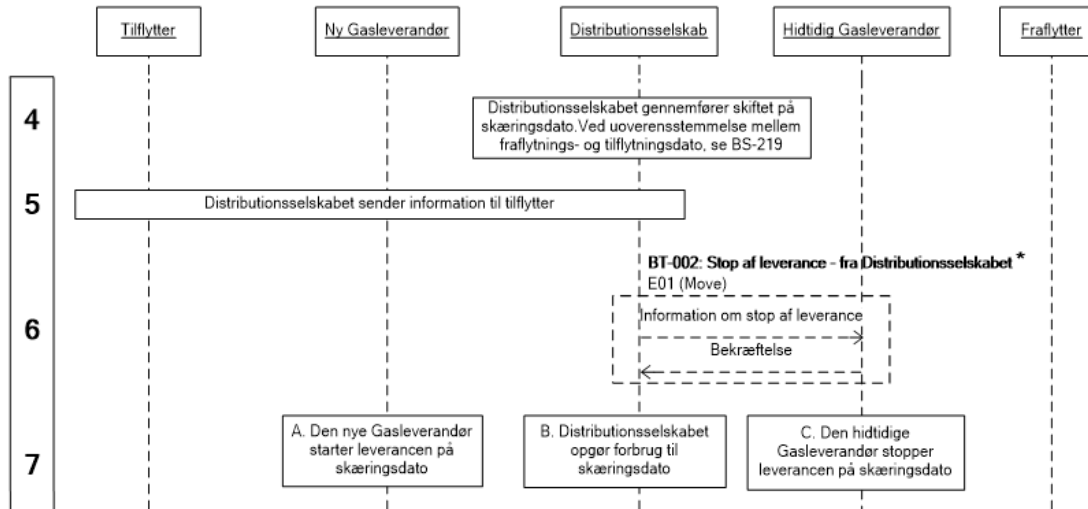 Tilflytter
Ny Gasleverandør
Distributionsselskab
Hidtidig Gasleverandør
Fraflytter
4
Distributionsselskabet gennemfører skiftet på
skæringsdato.Ved uoverensstemmelse mellem
fraflytnings- og tilflytningsdato, se BS-219
5
Distributionsselskabet sender information til tilflytter
BT-002: Stop af leverance - fra Distributionsselskabet *
E01 (Move)
6
Information om stop af leverance
Bekræftelse
7
A. Den nye Gasleverandør
starter leverancen på
skæringsdato
B. Distributionsselskabet
opgør forbrug til
skæringsdato
C. Den hidtidige
Gasleverandør stopper
leverancen på skæringsdato